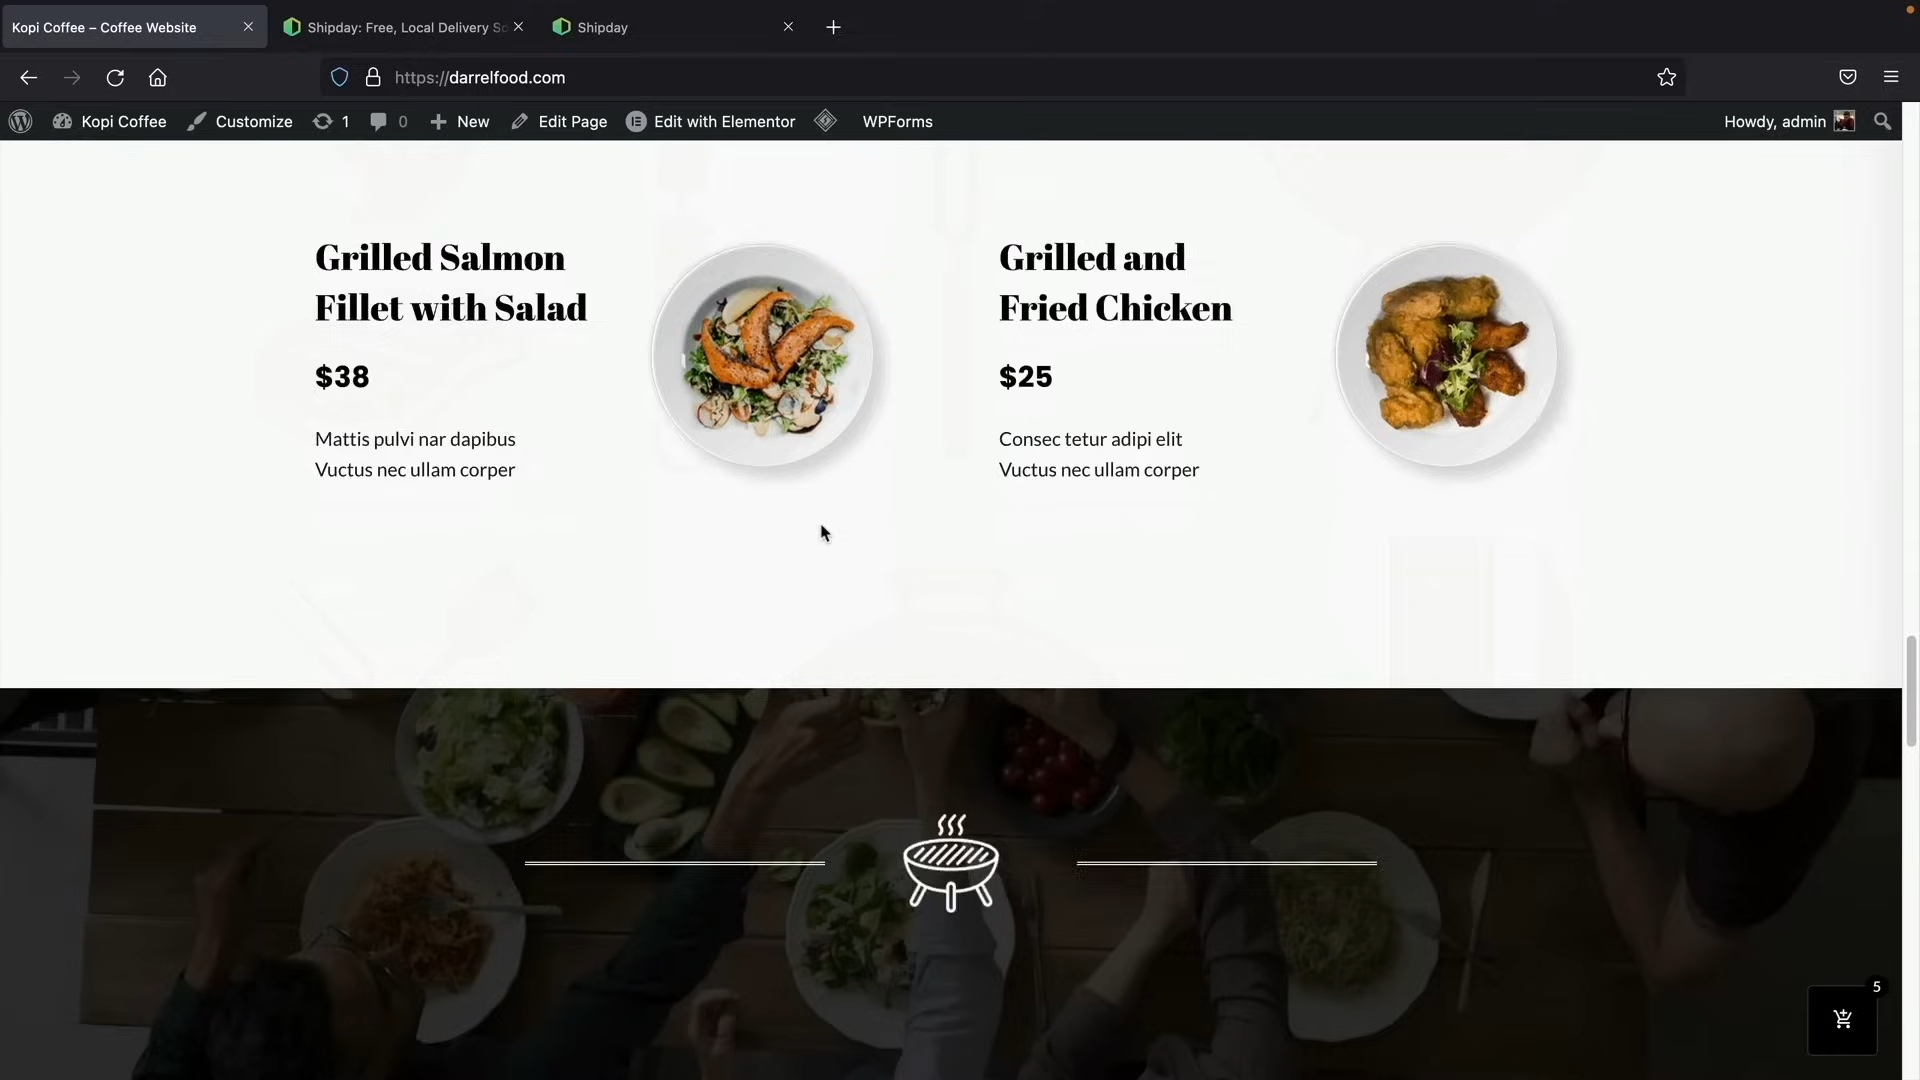 Kopi Coffee – Coffee Website
Shipday: Free, Local Delivery So
Shipday
https://darrelfood.com
Kopi Coffee
Customize
1
0
New
Edit Page
Edit with Elementor
WPForms
Howdy, admin
Grilled Salmon
Fillet with Salad
$38
Mattis pulvi nar dapibus
Vuctus nec ullam corper
Grilled and
Fried Chicken
$25
Consec tetur adipi elit
Vuctus nec ullam corper
5